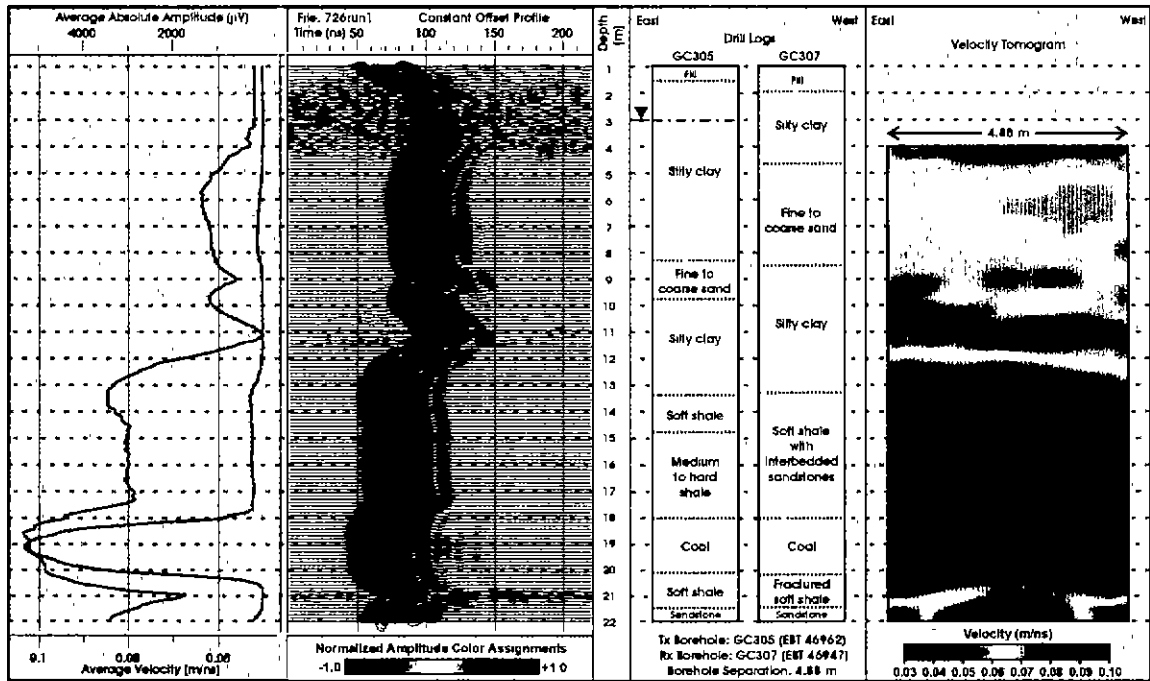 Average Absolute Amplitude (µV)
4000 2000
File. 726run1 Constant Offset Profile
Time (ns) 50 100 150 200
Depth [m]
East West
Drill Logs
GC305 GC307
East West
Velocity Tomogram
4.88 m
1
2
3
4
5
6
7
8
9
10
11
12
13
14
15
16
17
18
19
20
21
22
Fill
Silty clay
Fine to
coarse sand
Silty clay
Soft shale
Medium
to hard
shale
Coal
Soft shale
Sandstone
Fill
Silty clay
Fine to
coarse sand
Silty clay
Soft shale
with
interbedded
sandstones
Coal
Fractured
soft shale
Sandstone
0.08 0.06
Average Velocity [m/ns]
Normalized Amplitude Color Assignments
-1.0 +1 0
Tx Borehole: GC305 (EBT 46962)
Rx Borehole: GC307 (EBT 46947)
Borehole Separation. 4.88 m
Velocity (m/ns)
0.03 0.04 0.05 0.06 0.07 0.08 0.09 0.10